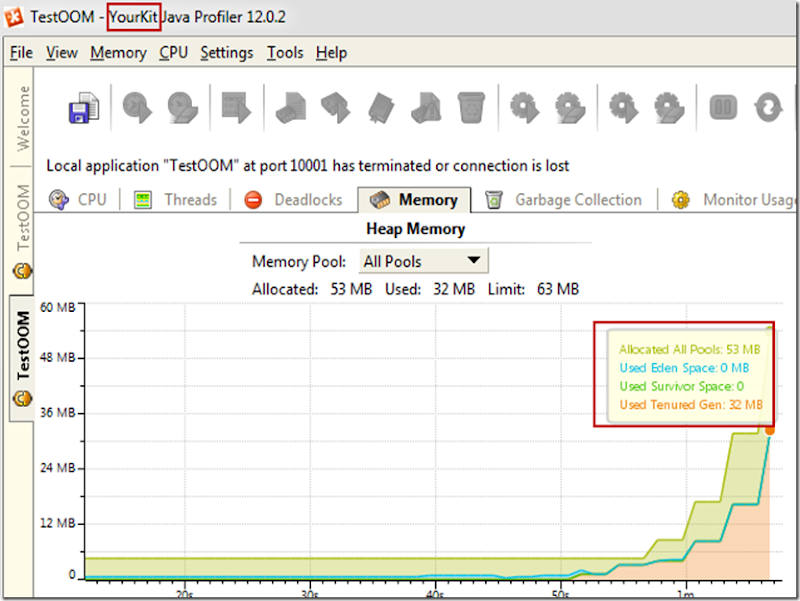 TestOOM - YourKit Java Profiler 12.0.2
File View Memory CPU Settings Tools Help
Welcome
TestOOM
TestOOM
Local application "TestOOM" at port 10001 has terminated or connection is lost
CPU Threads Deadlocks Memory Garbage Collection Monitor Usag
Heap Memory
Memory Pool: All Pools
Allocated: 53 MB Used: 32 MB Limit: 63 MB
60 MB
48 MB
36 MB
24 MB
12 MB
0
Allocated All Pools: 53 MB
Used Eden Space: 0 MB
Used Survivor Space: 0
Used Tenured Gen: 32 MB
20s 30s 40s 50s 1m